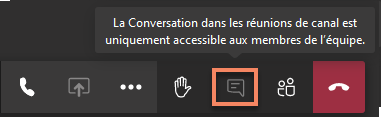 La Conversation dans les réunions de canal est
uniquement accessible aux membres de l’équipe.